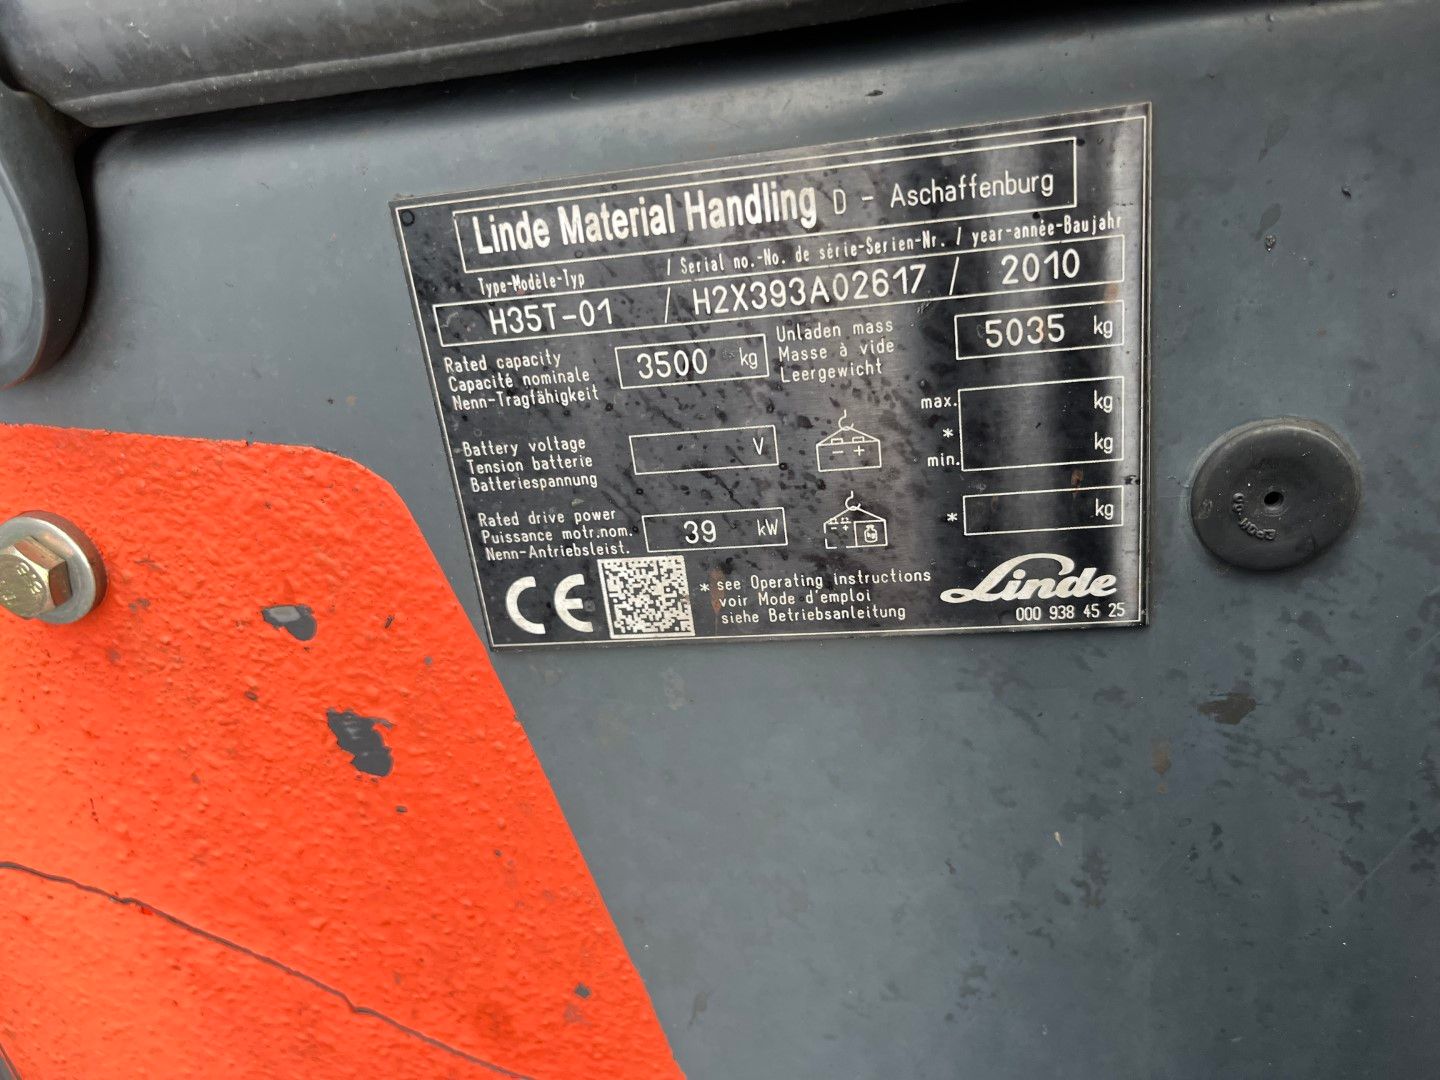 Linde Material Handling D - Aschaffenburg
Type-Modèle-Typ / Serial no.-No. de série-Serien-Nr. / year-année-Baujahr
H35T-01 / H2X393A02617 / 2010
Rated capacity
Capacité nominale
Nenn-Tragfähigkeit
3500 kg
Unladen mass
Masse à vide
Leergewicht
5035 kg
Battery voltage
Tension batterie
Batteriespannung
V
- +
max. kg
* kg
min.
Rated drive power
Puissance motr.nom.
Nenn-Antriebsleist.
39 kW
kg
* kg
CE
* see Operating instructions
voir Mode d'emploi
siehe Betriebsanleitung
Linde
000 938 45 25